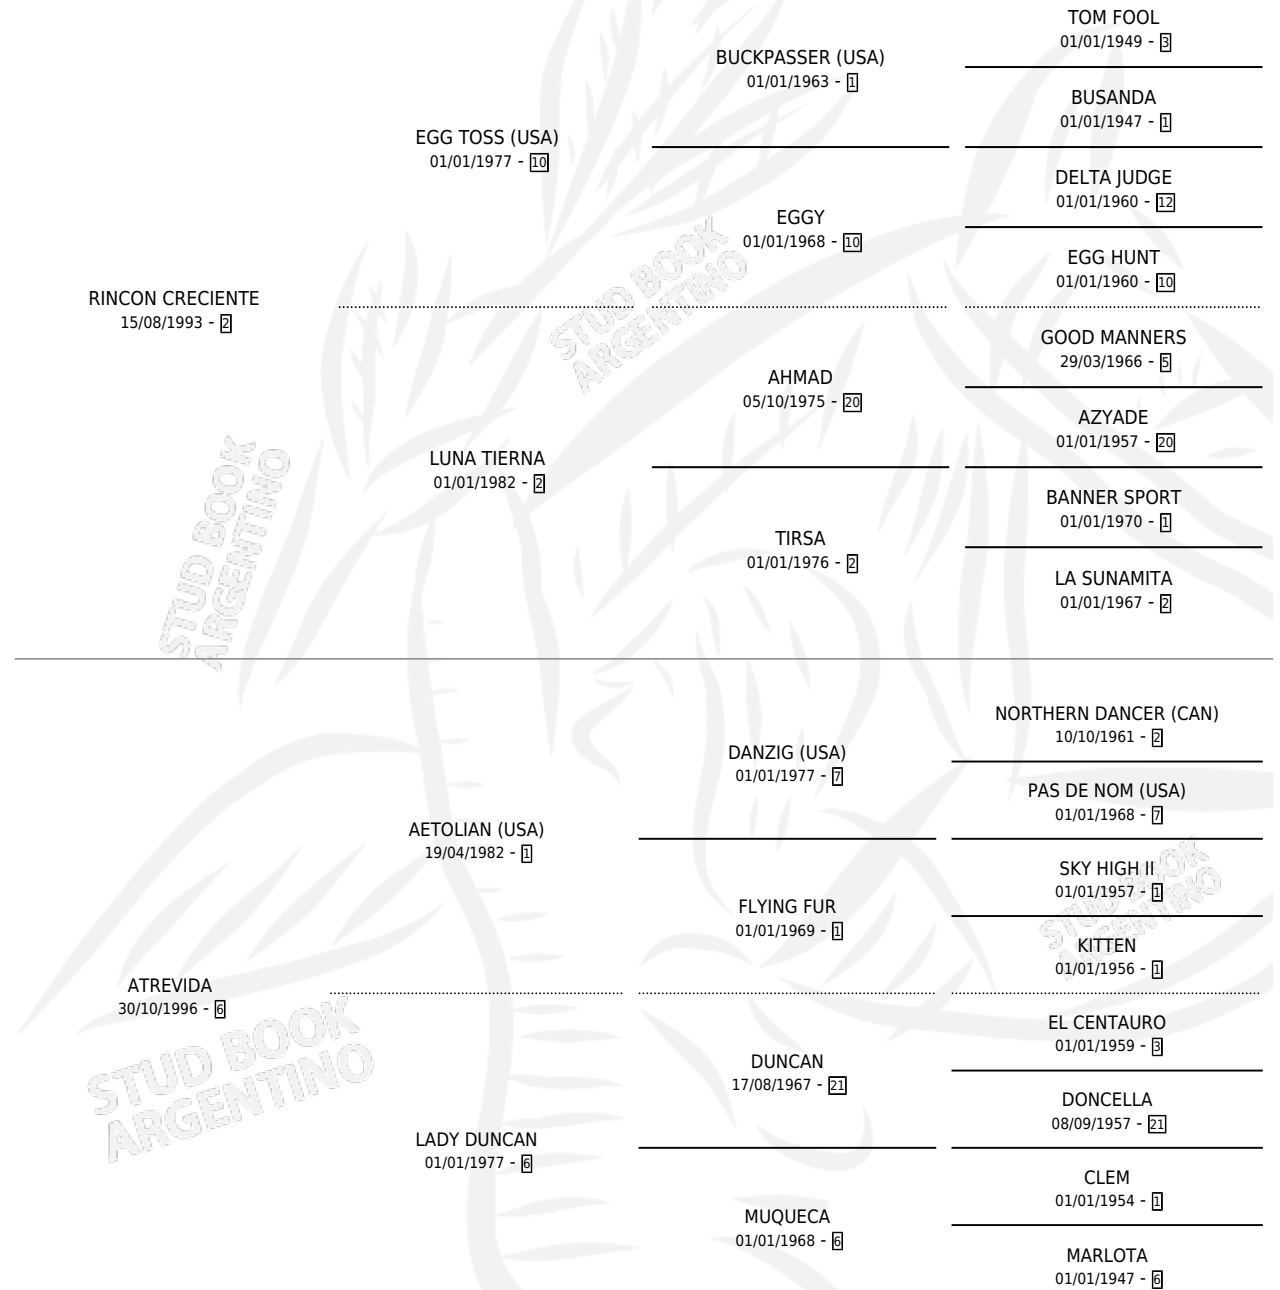 TOM FOOL
01/01/1949 - 3
BUCKPASSER (USA)
01/01/1963 - 1
BUSANDA
01/01/1947 - 1
EGG TOSS (USA)
01/01/1977 - 10
DELTA JUDGE
01/01/1960 - 12
EGGY
01/01/1968 - 10
EGG HUNT
01/01/1960 - 10
RINCON CRECIENTE
15/08/1993 - 2
GOOD MANNERS
29/03/1966 - 5
AHMAD
05/10/1975 - 20
AZYADE
01/01/1957 - 20
LUNA TIERNA
01/01/1982 - 2
BANNER SPORT
01/01/1970 - 1
TIRSA
01/01/1976 - 2
LA SUNAMITA
01/01/1967 - 2
NORTHERN DANCER (CAN)
10/10/1961 - 2
DANZIG (USA)
01/01/1977 - 7
PAS DE NOM (USA)
01/01/1968 - 7
AETOLIAN (USA)
19/04/1982 - 1
SKY HIGH II
01/01/1957 - 1
FLYING FUR
01/01/1969 - 1
KITTEN
01/01/1956 - 1
ATREVIDA
30/10/1996 - 6
EL CENTAURO
01/01/1959 - 3
DUNCAN
17/08/1967 - 21
DONCELLA
08/09/1957 - 21
LADY DUNCAN
01/01/1977 - 6
CLEM
01/01/1954 - 1
MUQUECA
01/01/1968 - 6
MARLOTA
01/01/1947 - 6
STUD BOOK
ARGENTINO
STUD BOOK
ARGENTINO
STUD BOOK
ARGENTINO
STUD BOOK
ARGENTINO